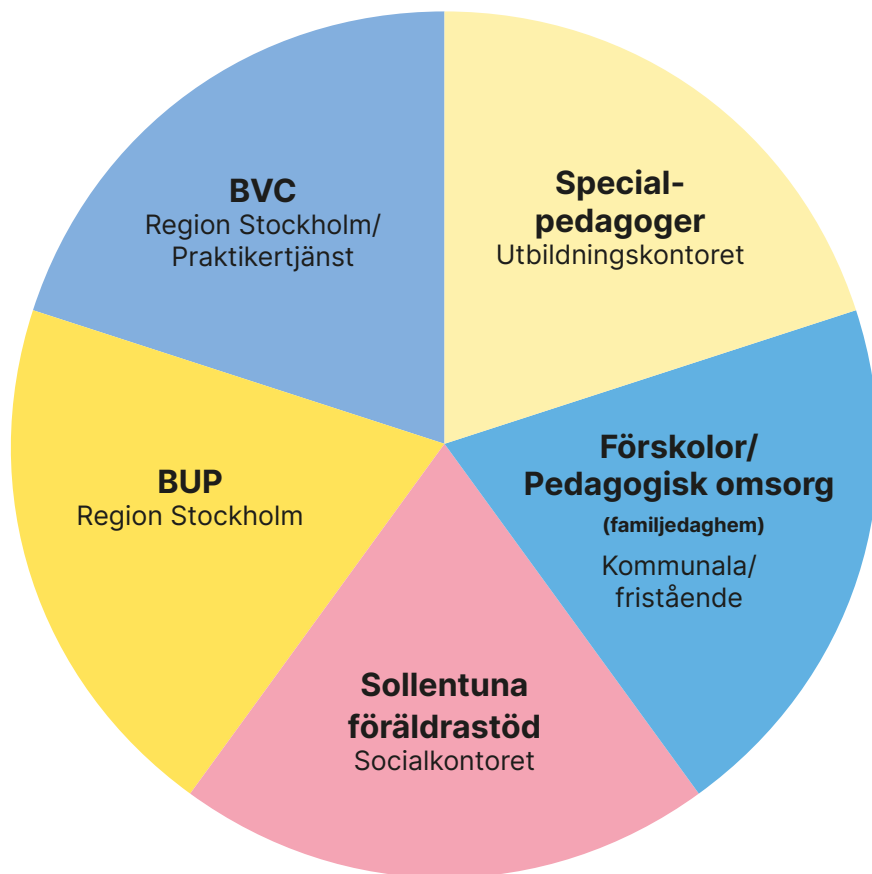 BVC
Region Stockholm/
Praktikertjänst
Special-
pedagoger
Utbildningskontoret
BUP
Region Stockholm
Förskolor/
Pedagogisk omsorg
(familjedaghem)
Kommunala/
fristående
Sollentuna
föräldrastöd
Socialkontoret